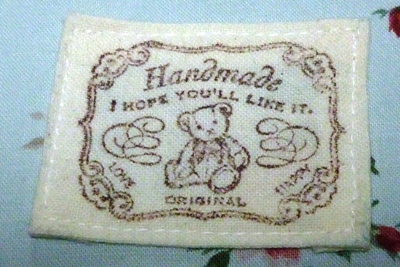 Handmade
I HOPE YOU'LL LIKE IT.
LOVE
HAPPY
ORIGINAL